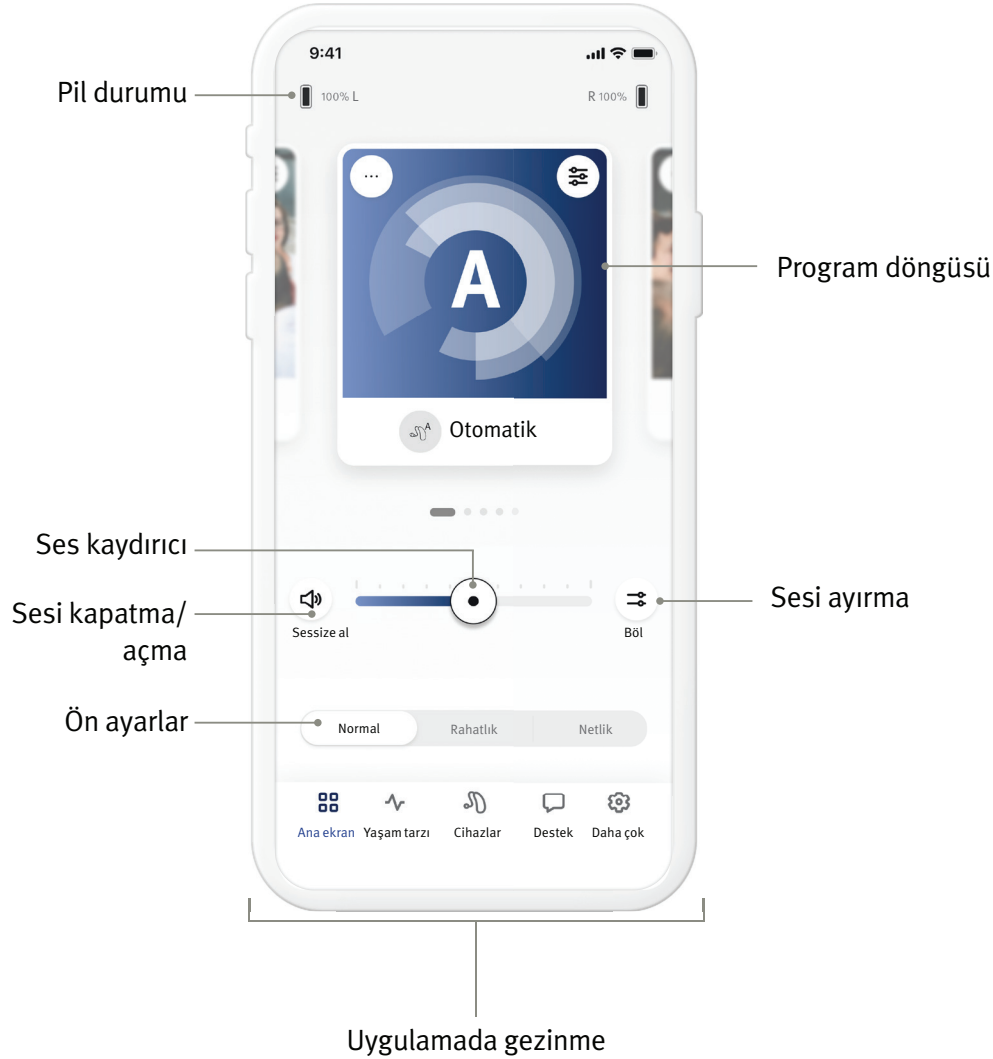 9:41
Pil durumu
100% L
R 100%
...
A
Program döngüsü
A
Otomatik
Ses kaydırıcı
Sesi kapatma/
açma
Sessize al
Böl
Sesi ayırma
Ön ayarlar
Normal
Rahatlık
Netlik
Ana ekran
Yaşam tarzı
Cihazlar
Destek
Daha çok
Uygulamada gezinme